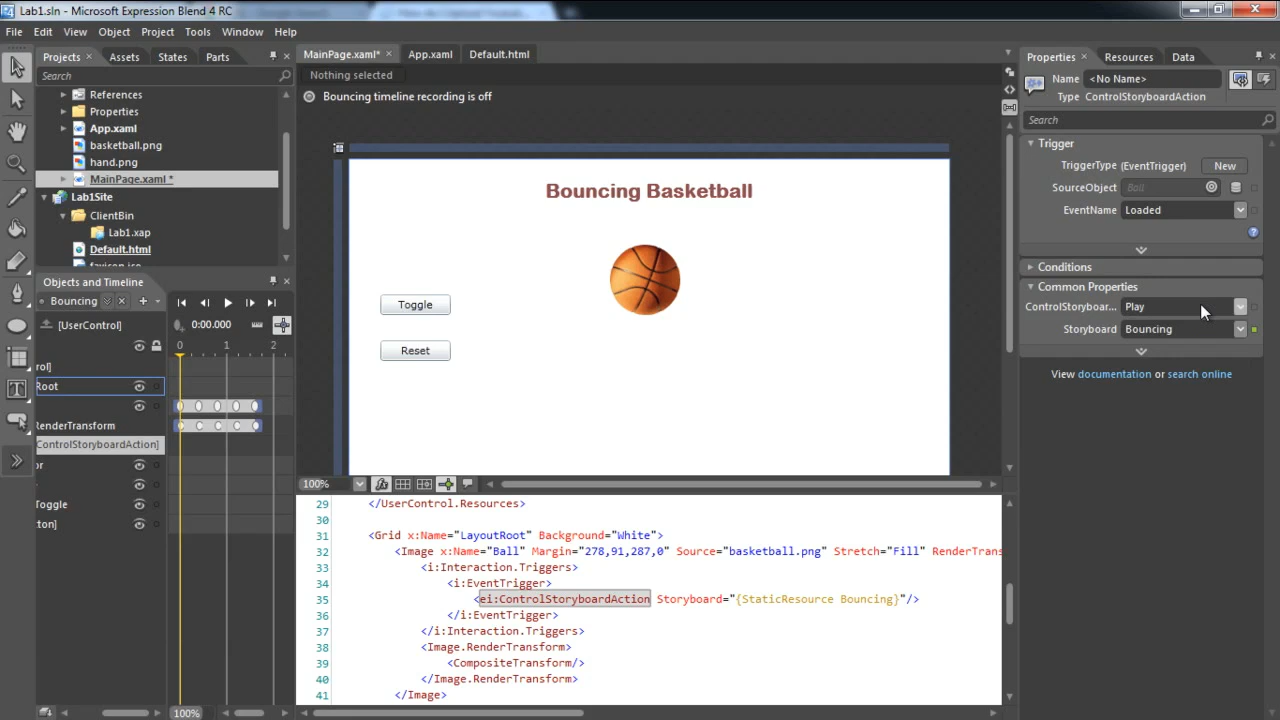 Lab1.sln - Microsoft Expression Blend 4 RC
File Edit View Object Project Tools Window Help
Projects Assets States Parts
Search
References
Properties
App.xaml
basketball.png
hand.png
MainPage.xaml *
Lab1Site
ClientBin
Lab1.xap
Default.html
Objects and Timeline
Bouncing
[UserControl]
0:00.000
0 1 2
Root
RenderTransform
ControlStoryboardAction]
Toggle
100%
MainPage.xaml* App.xaml Default.html
Nothing selected
Bouncing timeline recording is off
Bouncing Basketball
Toggle
Reset
100%
29 </UserControl.Resources>
30
31 <Grid x:Name="LayoutRoot" Background="White">
32 <Image x:Name="Ball" Margin="278,91,287,0" Source="basketball.png" Stretch="Fill" RenderTrans
33 <i:Interaction.Triggers>
34 <i:EventTrigger>
35 <ei:ControlStoryboardAction Storyboard="{StaticResource Bouncing}"/>
36 </i:EventTrigger>
37 </i:Interaction.Triggers>
38 <Image.RenderTransform>
39 <CompositeTransform/>
40 </Image.RenderTransform>
41 </Image>
Properties Resources Data
Name <No Name>
Type ControlStoryboardAction
Search
Trigger
TriggerType (EventTrigger) New
SourceObject Ball
EventName Loaded
Conditions
Common Properties
ControlStoryboar... Play
Storyboard Bouncing
View documentation or search online